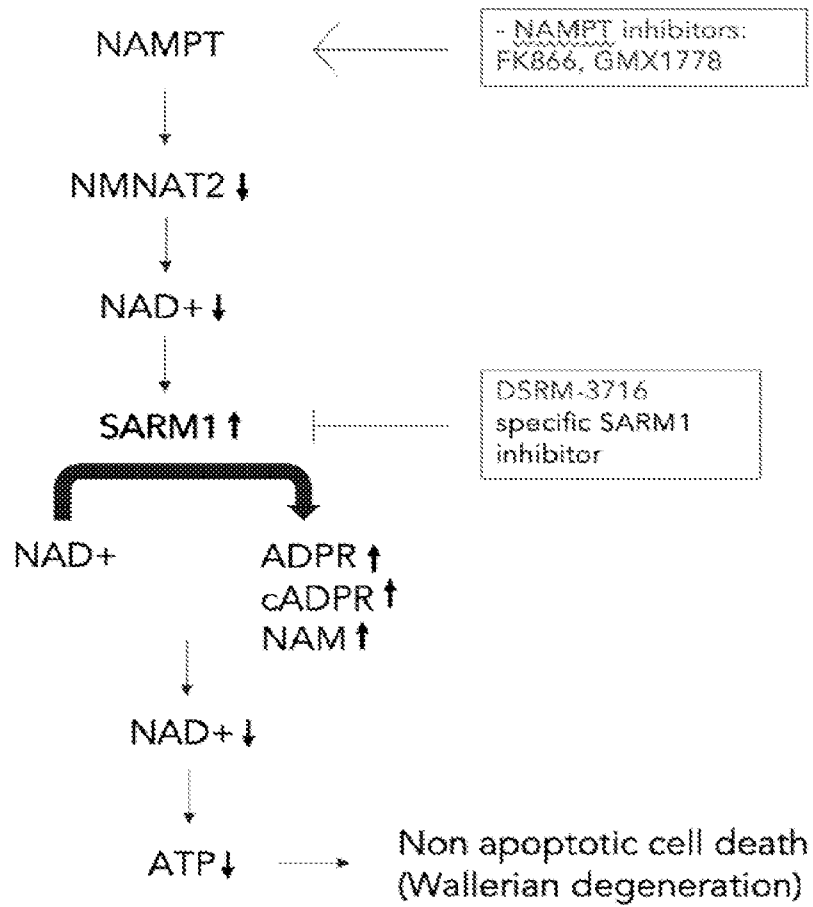 NAMPT
- NAMPT inhibitors:
FK866, GMX1778
NMNAT2
NAD+
SARM1
DSRM-3716
specific SARM1
inhibitor
NAD+
ADPR
cADPR
NAM
NAD+
ATP
Non apoptotic cell death
(Wallerian degeneration)